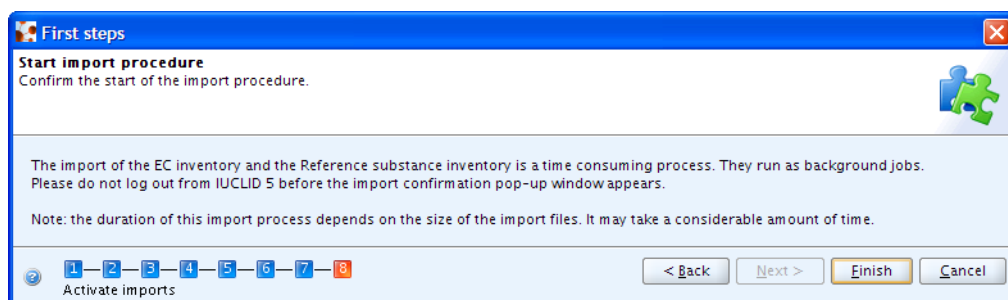 First steps
Start import procedure
Confirm the start of the import procedure.
The import of the EC inventory and the Reference substance inventory is a time consuming process. They run as background jobs.
Please do not log out from IUCLID 5 before the import confirmation pop-up window appears.
Note: the duration of this import process depends on the size of the import files. It may take a considerable amount of time.
? 1 2 3 4 5 6 7 8 < Back Next > Finish Cancel
Activate imports